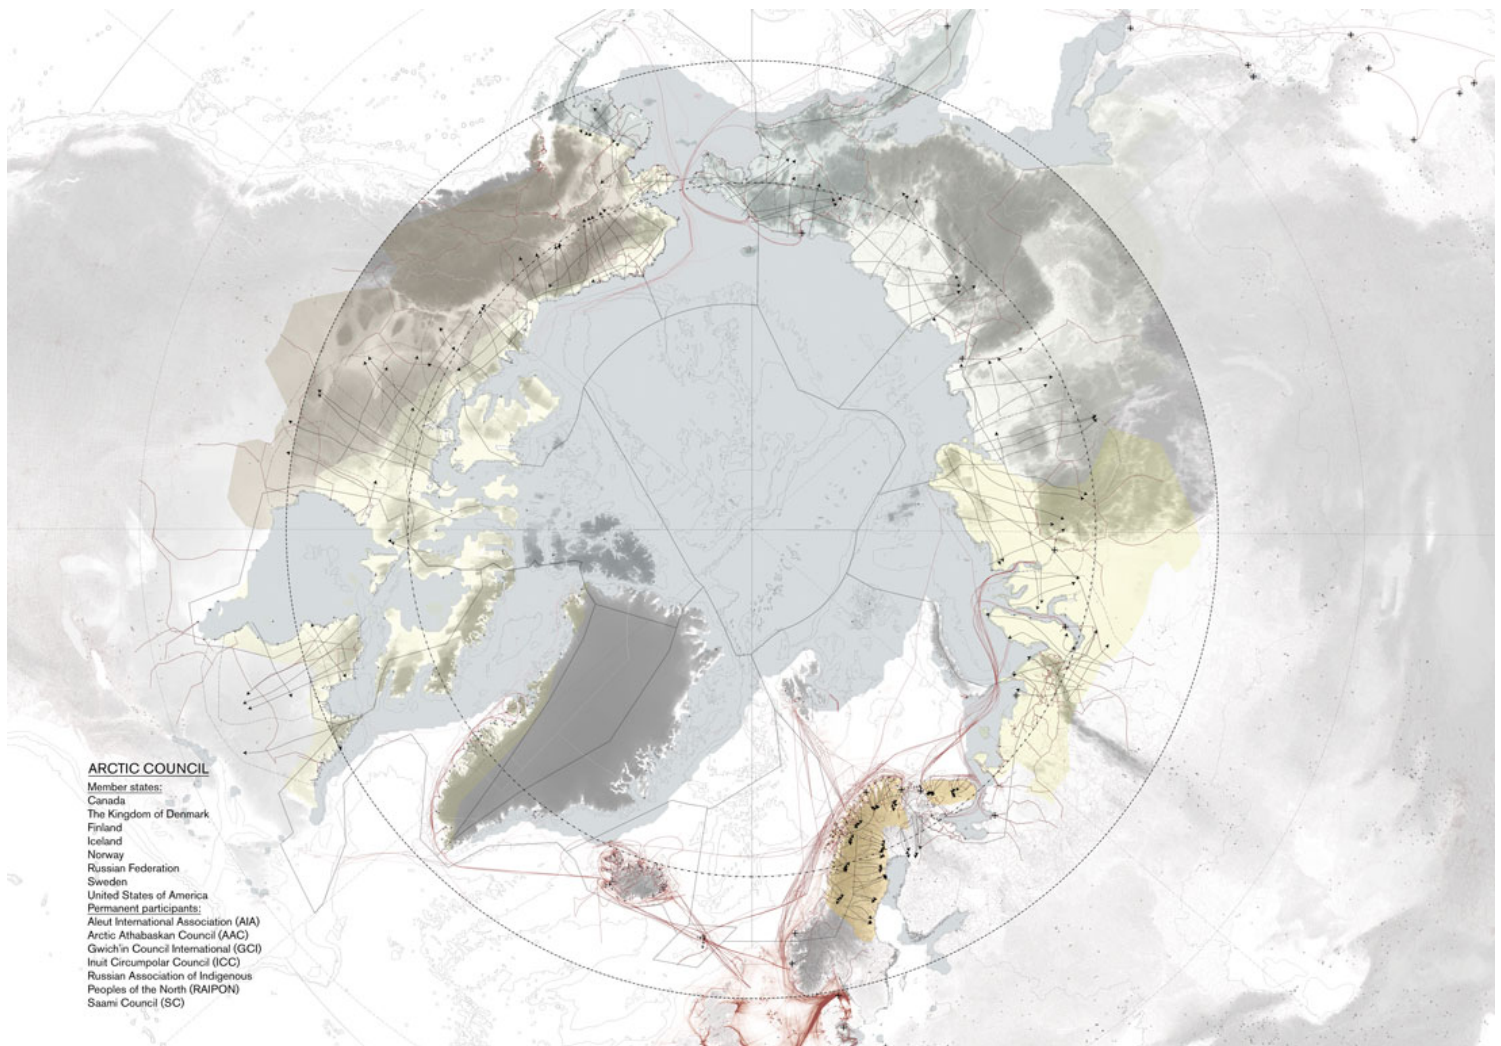 ARCTIC COUNCIL
Member states:
Canada
The Kingdom of Denmark
Finland
Iceland
Norway
Russian Federation
Sweden
United States of America
Permanent participants:
Aleut International Association (AIA)
Arctic Athabaskan Council (AAC)
Gwich'in Council International (GCI)
Inuit Circumpolar Council (ICC)
Russian Association of Indigenous
Peoples of the North (RAIPON)
Saami Council (SC)